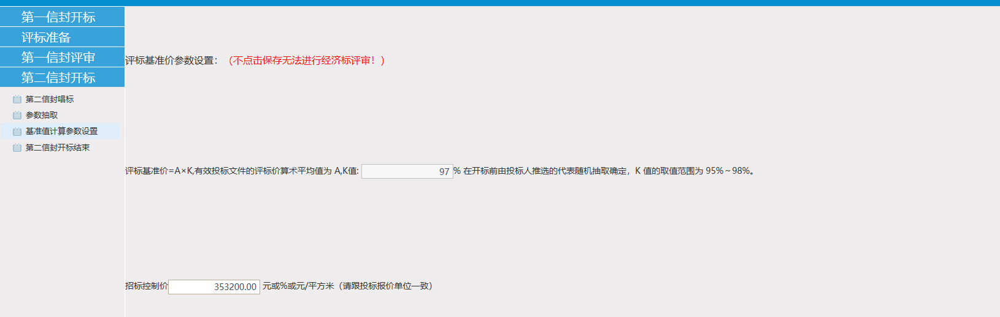 第一信封开标
评标准备
第一信封评审
第二信封开标
第二信封唱标
参数抽取
基准值计算参数设置
第二信封开标结束
评标基准价参数设置：（不点击保存无法进行经济标评审！）
评标基准价=A×K,有效投标文件的评标价算术平均值为 A,K值: 97 % 在开标前由投标人推选的代表随机抽取确定，K 值的取值范围为 95%～98%。
招标控制价 353200.00 元或%或元/平方米（请跟投标报价单位一致）